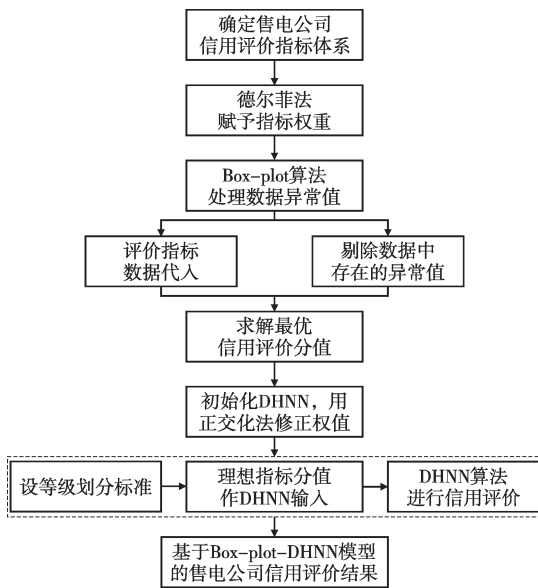 确定售电公司
信用评价指标体系
德尔菲法
赋予指标权重
Box-plot算法
处理数据异常值
评价指标
数据代入
剔除数据中
存在的异常值
求解最优
信用评价分值
初始化DHNN，用
正交化法修正权值
设等级划分标准
理想指标分值
作DHNN输入
DHNN算法
进行信用评价
基于Box-plot-DHNN模型
的售电公司信用评价结果